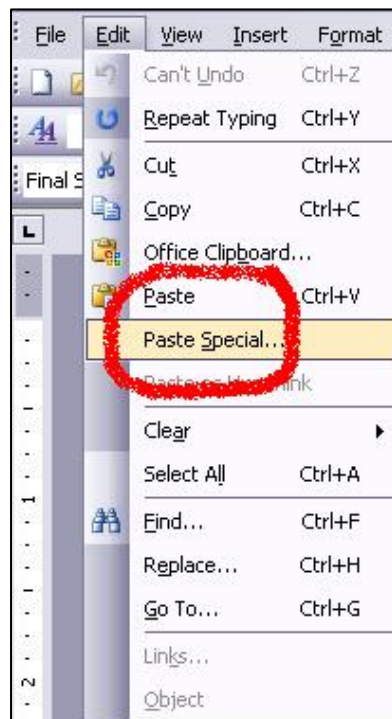 File Edit View Insert Format
Can't Undo Ctrl+Z
Repeat Typing Ctrl+Y
Cut Ctrl+X
Final S
Copy Ctrl+C
Office Clipboard...
Paste Ctrl+V
Paste Special...
Clear
Select All Ctrl+A
1
Find... Ctrl+F
Replace... Ctrl+H
Go To... Ctrl+G
Links...
2
Object